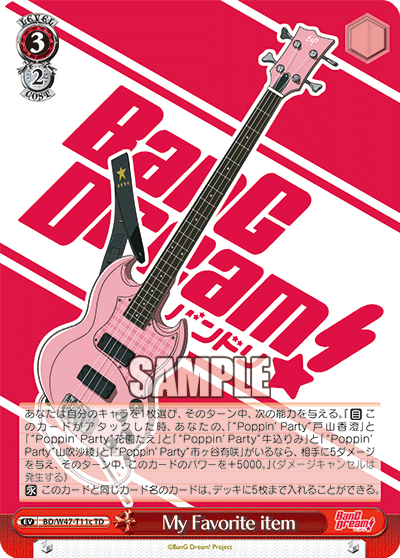 LEVEL
3
2
COST
ESP
BanG
Dream!
バンドリ!
SAMPLE
あなたは自分のキャラを1枚選び、そのターン中、次の能力を与える。『自 こ
のカードがアタックした時、あなたの、“Poppin' Party”戸山香澄」と
「“Poppin' Party”花園たえ」と「“Poppin' Party”牛込りみ」と「“Poppin'
Party”山吹沙綾」と「“Poppin' Party”市ヶ谷有咲」がいるなら、相手に5ダメージ
を与え、そのターン中、このカードのパワーを+5000。』(ダメージキャンセルは
発生する)
永 このカードと同じカード名のカードは、デッキに5枚まで入れることができる。
EV
BD/W47-T11c TD
My Favorite item
BanG
Dream!
©BanG Dream! Project